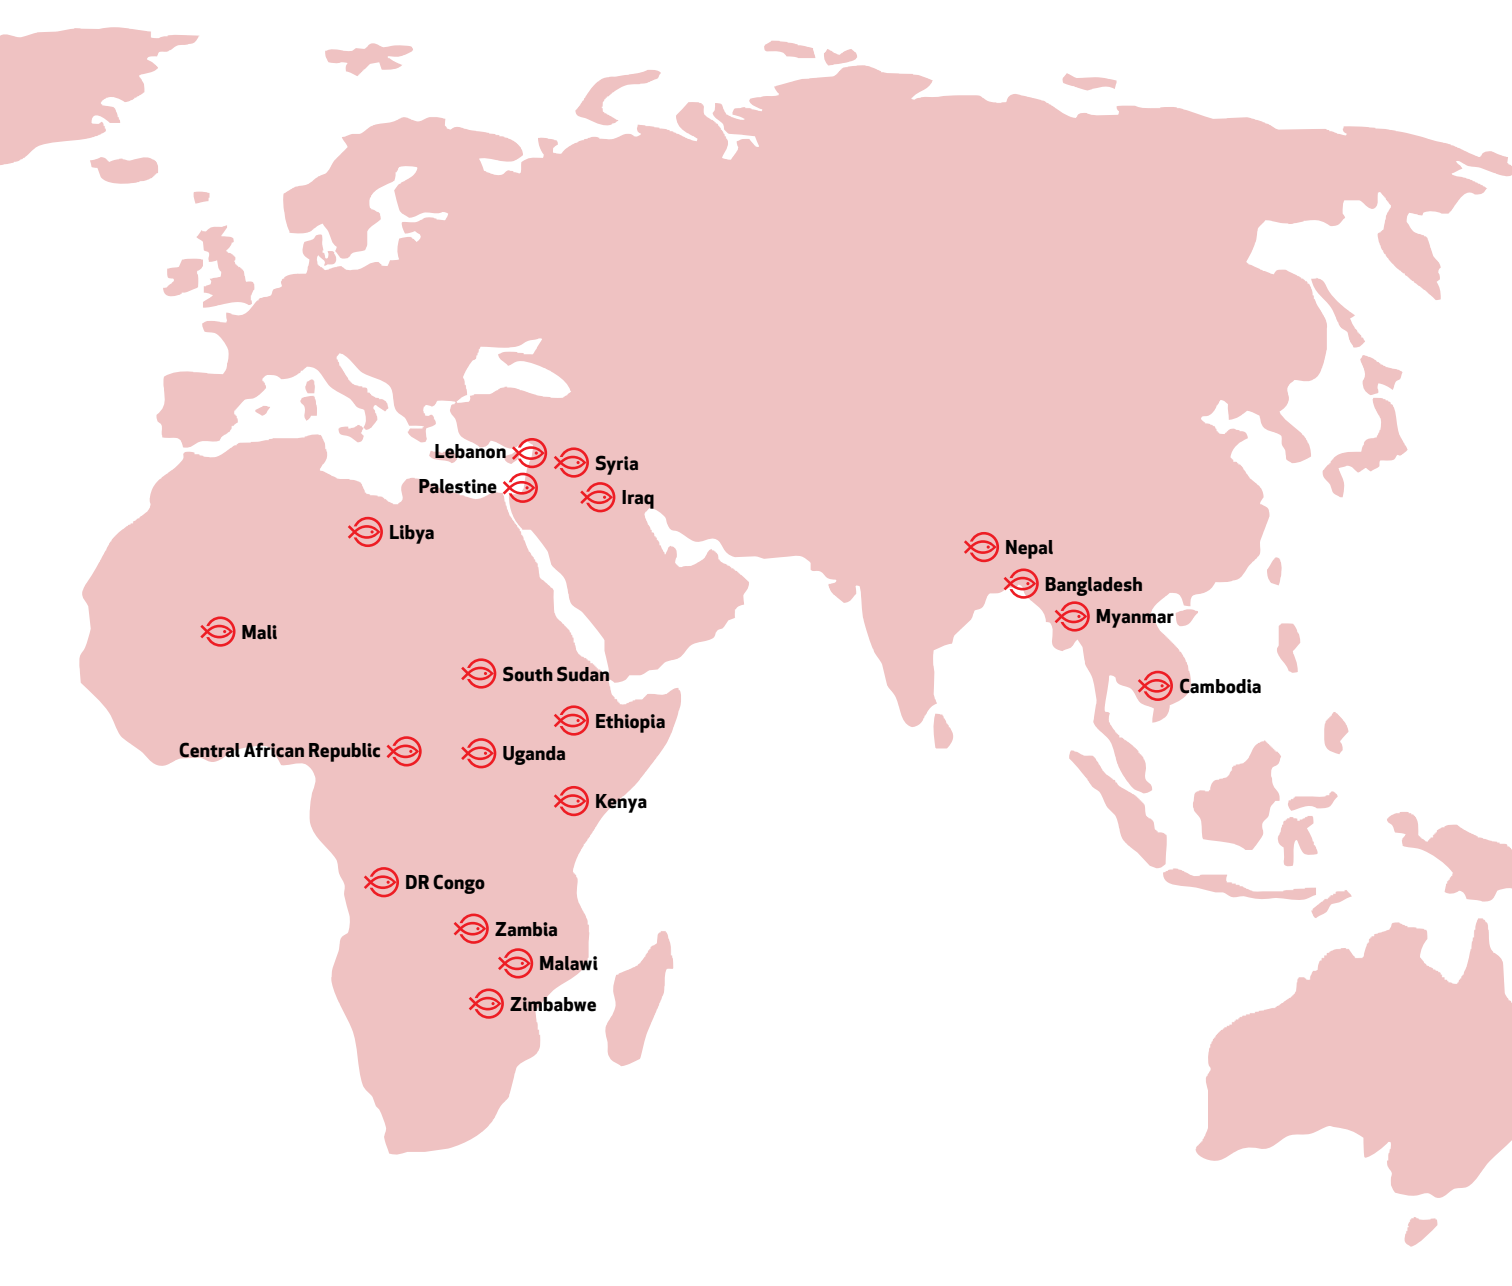 Lebanon
Syria
Palestine
Iraq
Libya
Nepal
Bangladesh
Myanmar
Mali
South Sudan
Cambodia
Ethiopia
Central African Republic
Uganda
Kenya
DR Congo
Zambia
Malawi
Zimbabwe